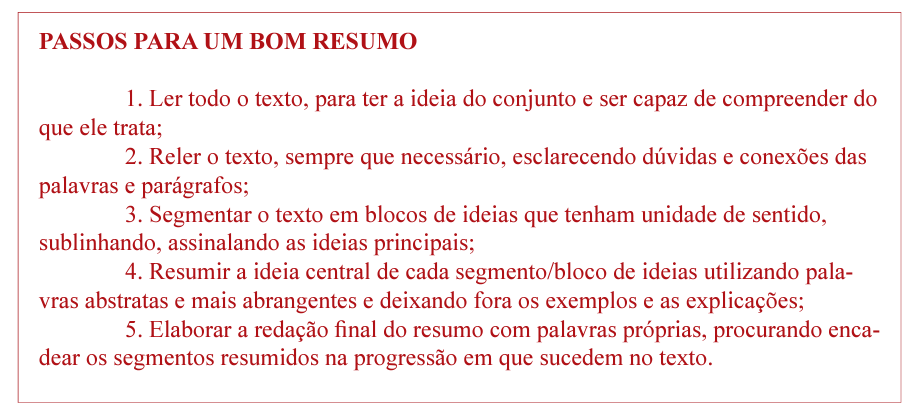 PASSOS PARA UM BOM RESUMO
1. Ler todo o texto, para ter a ideia do conjunto e ser capaz de compreender do
que ele trata;
2. Reler o texto, sempre que necessário, esclarecendo dúvidas e conexões das
palavras e parágrafos;
3. Segmentar o texto em blocos de ideias que tenham unidade de sentido,
sublinhando, assinalando as ideias principais;
4. Resumir a ideia central de cada segmento/bloco de ideias utilizando pala-
vras abstratas e mais abrangentes e deixando fora os exemplos e as explicações;
5. Elaborar a redação final do resumo com palavras próprias, procurando enca-
dear os segmentos resumidos na progressão em que sucedem no texto.